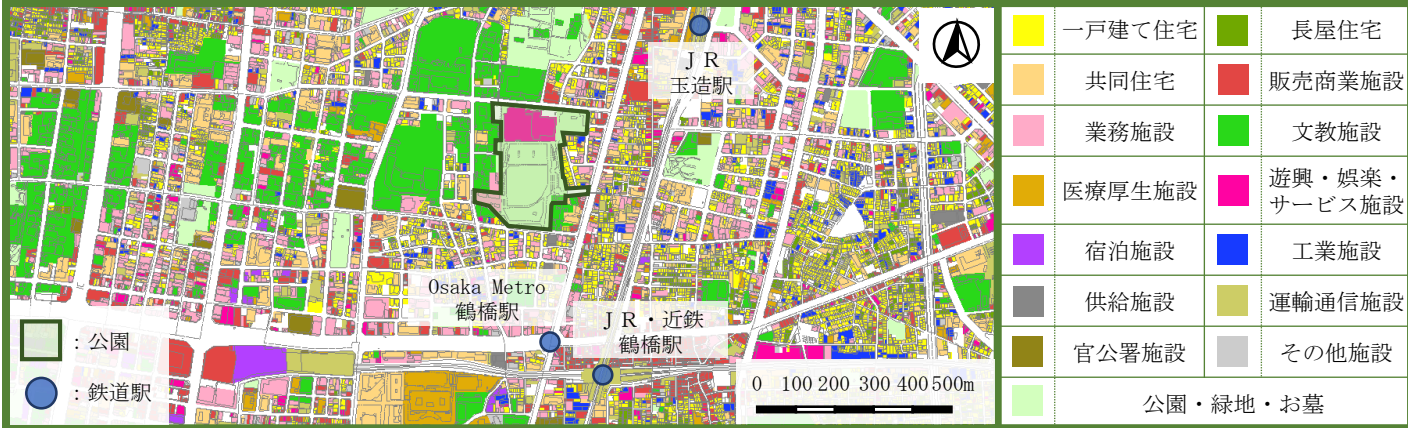 ＪＲ
玉造駅
Osaka Metro
鶴橋駅
ＪＲ・近鉄
鶴橋駅
：公園
：鉄道駅
0 100 200 300 400 500m
一戸建て住宅
長屋住宅
共同住宅
販売商業施設
業務施設
文教施設
医療厚生施設
遊興・娯楽・
サービス施設
宿泊施設
工業施設
供給施設
運輸通信施設
官公署施設
その他施設
公園・緑地・お墓